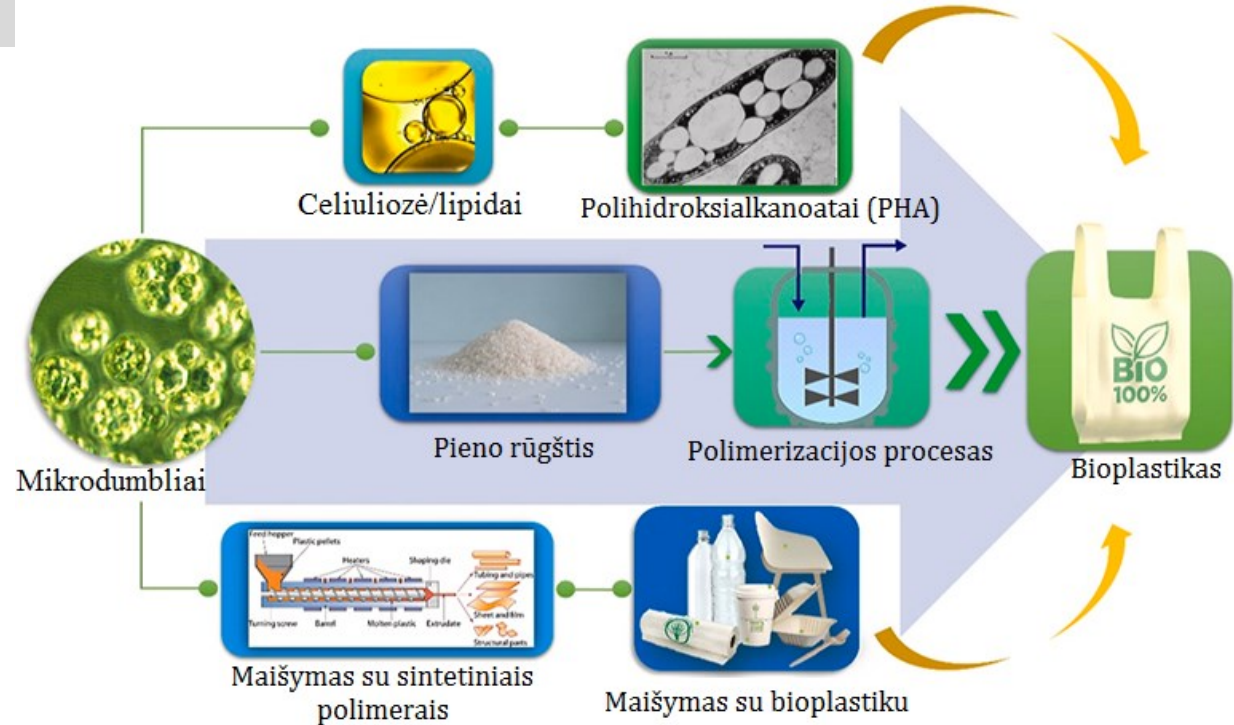 Celiuliozė/lipidai
Polihidroksialkanoatai (PHA)
Mikrodumbliai
Pieno rūgštis
Polimerizacijos procesas
BIO
100%
Bioplastikas
Feed hopper
Plastic pellets
Heaters
Shaping die
Tubing and pipes
Sheet and film
Turning screw
Barrel
Molten plastic
Extrudate
Structural parts
Maišymas su sintetiniais
polimerais
Maišymas su bioplastiku